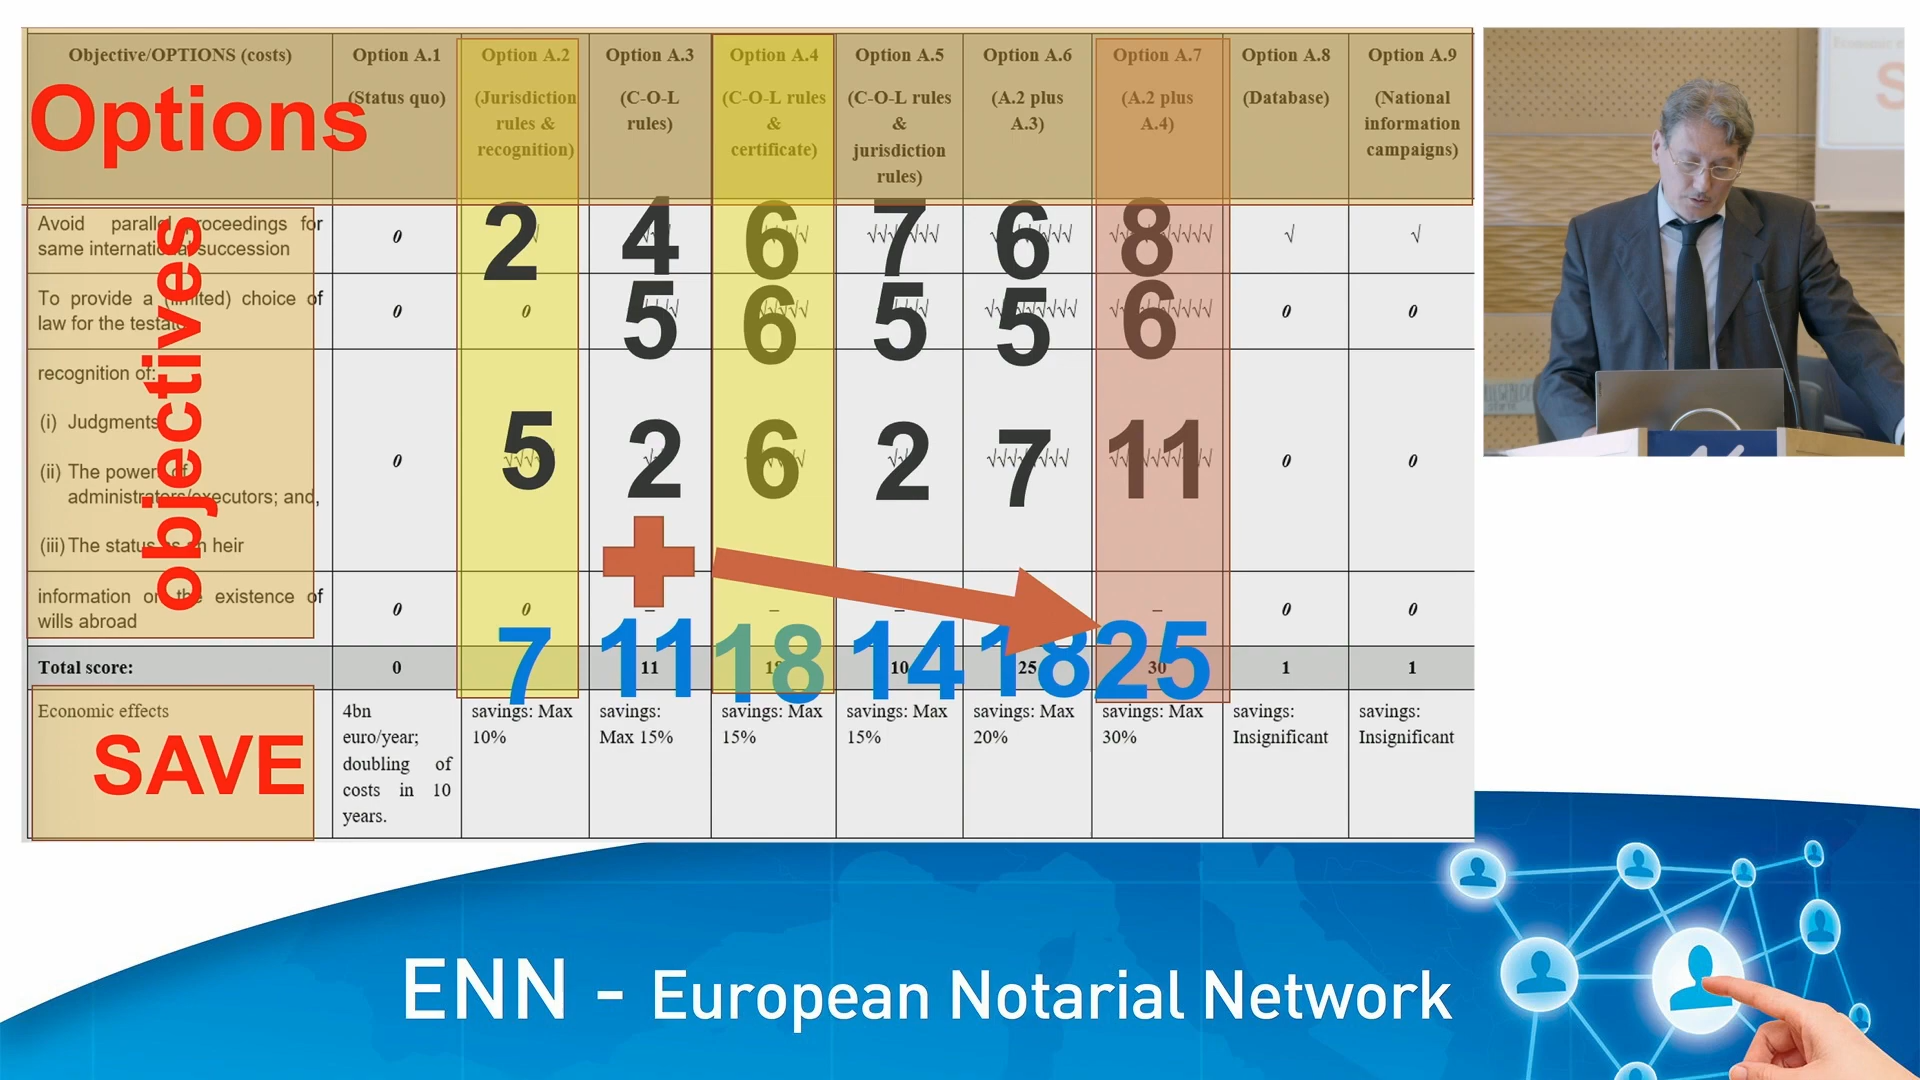 Objective/OPTIONS (costs)
Option A.1
(Status quo)
Option A.2
(Jurisdiction
rules &
recognition)
Option A.3
(C-O-L
rules)
Option A.4
(C-O-L rules
&
certificate)
Option A.5
(C-O-L rules
&
jurisdiction
rules)
Option A.6
(A.2 plus
A.3)
Option A.7
(A.2 plus
A.4)
Option A.8
(Database)
Option A.9
(National
information
campaigns)
Options
objectives
Avoid parallel proceedings for
same international succession
0 2 4 6 7 6 8 √ √
To provide a (limited) choice of
law for the testator
0 0 5 6 5 5 6 0 0
recognition of:
(i) Judgments
(ii) The power of
administrators/executors; and,
(iii) The status as an heir
0 5 2 6 2 7 11 0 0
information on the existence of
wills abroad
0 0 – – – – 0 0
7 11 18 14 18 25
Total score:
0 11 18 10 25 30 1 1
Economic effects
SAVE
4bn
euro/year;
doubling of
costs in 10
years.
savings: Max
10%
savings:
Max 15%
savings: Max
15%
savings: Max
15%
savings: Max
20%
savings: Max
30%
savings:
Insignificant
savings:
Insignificant
ENN - European Notarial Network